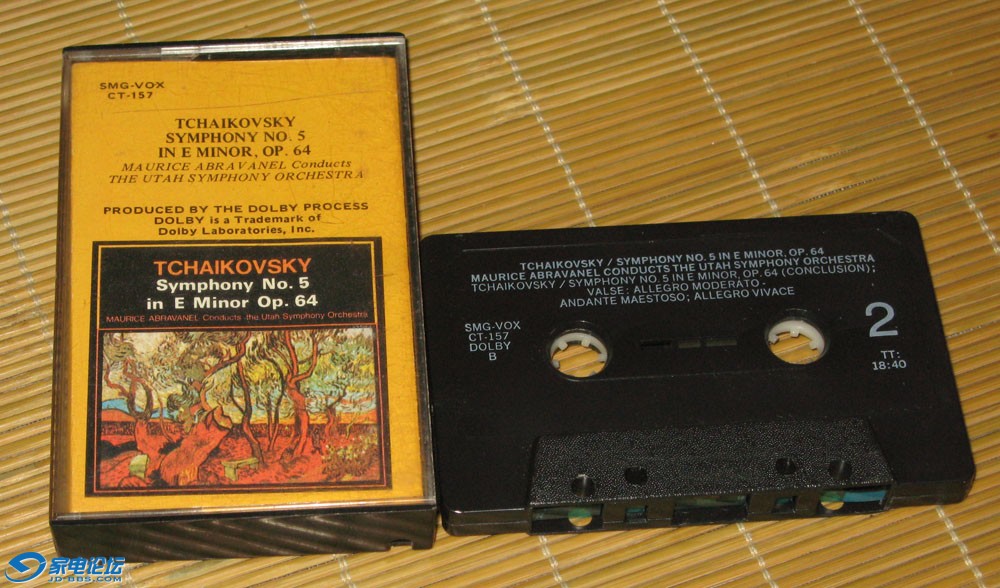 SMG-VOX
CT-157
TCHAIKOVSKY
SYMPHONY NO. 5
IN E MINOR, OP. 64
MAURICE ABRAVANEL Conducts
THE UTAH SYMPHONY ORCHESTRA
PRODUCED BY THE DOLBY PROCESS
DOLBY is a Trademark of
Dolby Laboratories, Inc.
TCHAIKOVSKY
Symphony No. 5
in E Minor Op. 64
MAURICE ABRAVANEL Conducts the Utah Symphony Orchestra
TCHAIKOVSKY / SYMPHONY NO. 5 IN E MINOR, OP. 64
MAURICE ABRAVANEL CONDUCTS THE UTAH SYMPHONY ORCHESTRA
TCHAIKOVSKY / SYMPHONY NO. 5 IN E MINOR, OP. 64 (CONCLUSION);
VALSE: ALLEGRO MODERATO -
ANDANTE MAESTOSO; ALLEGRO VIVACE
SMG-VOX
CT-157
DOLBY
B
2
TT:
18:40
家电论坛
JD-BBS.COM